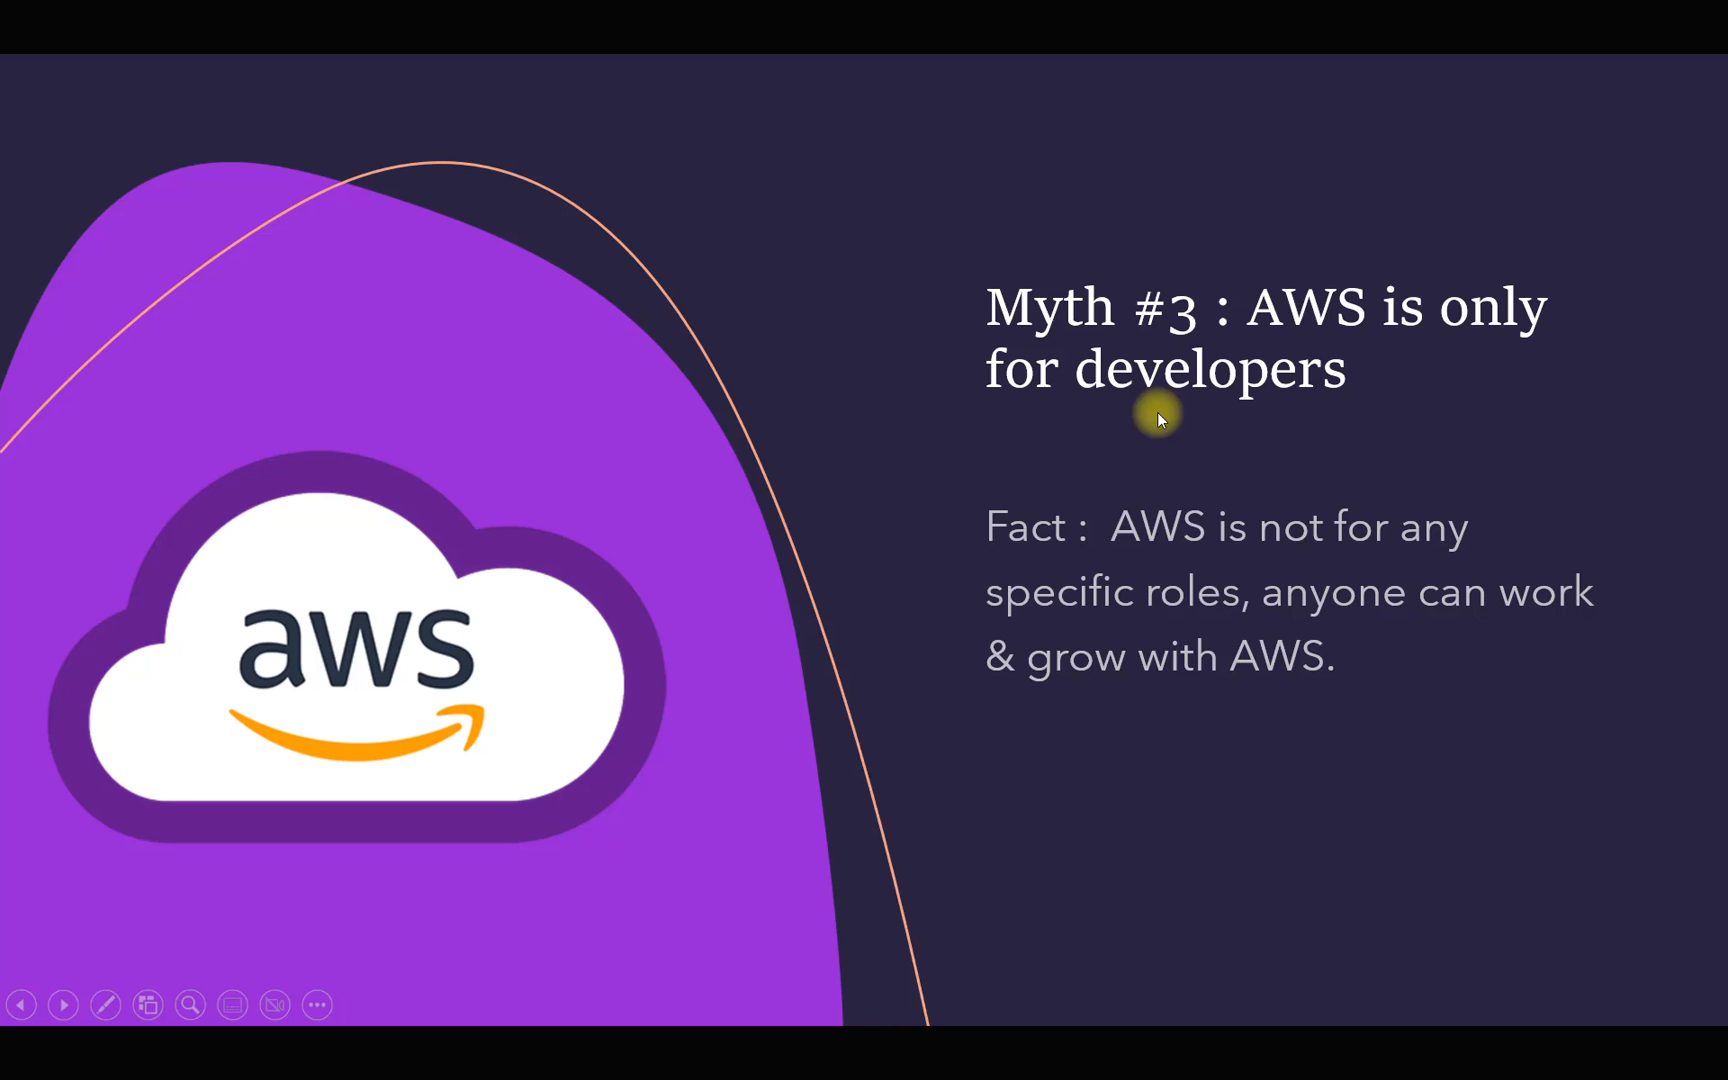 Myth #3 : AWS is only
for developers
Fact :  AWS is not for any
specific roles, anyone can work
& grow with AWS.
aws